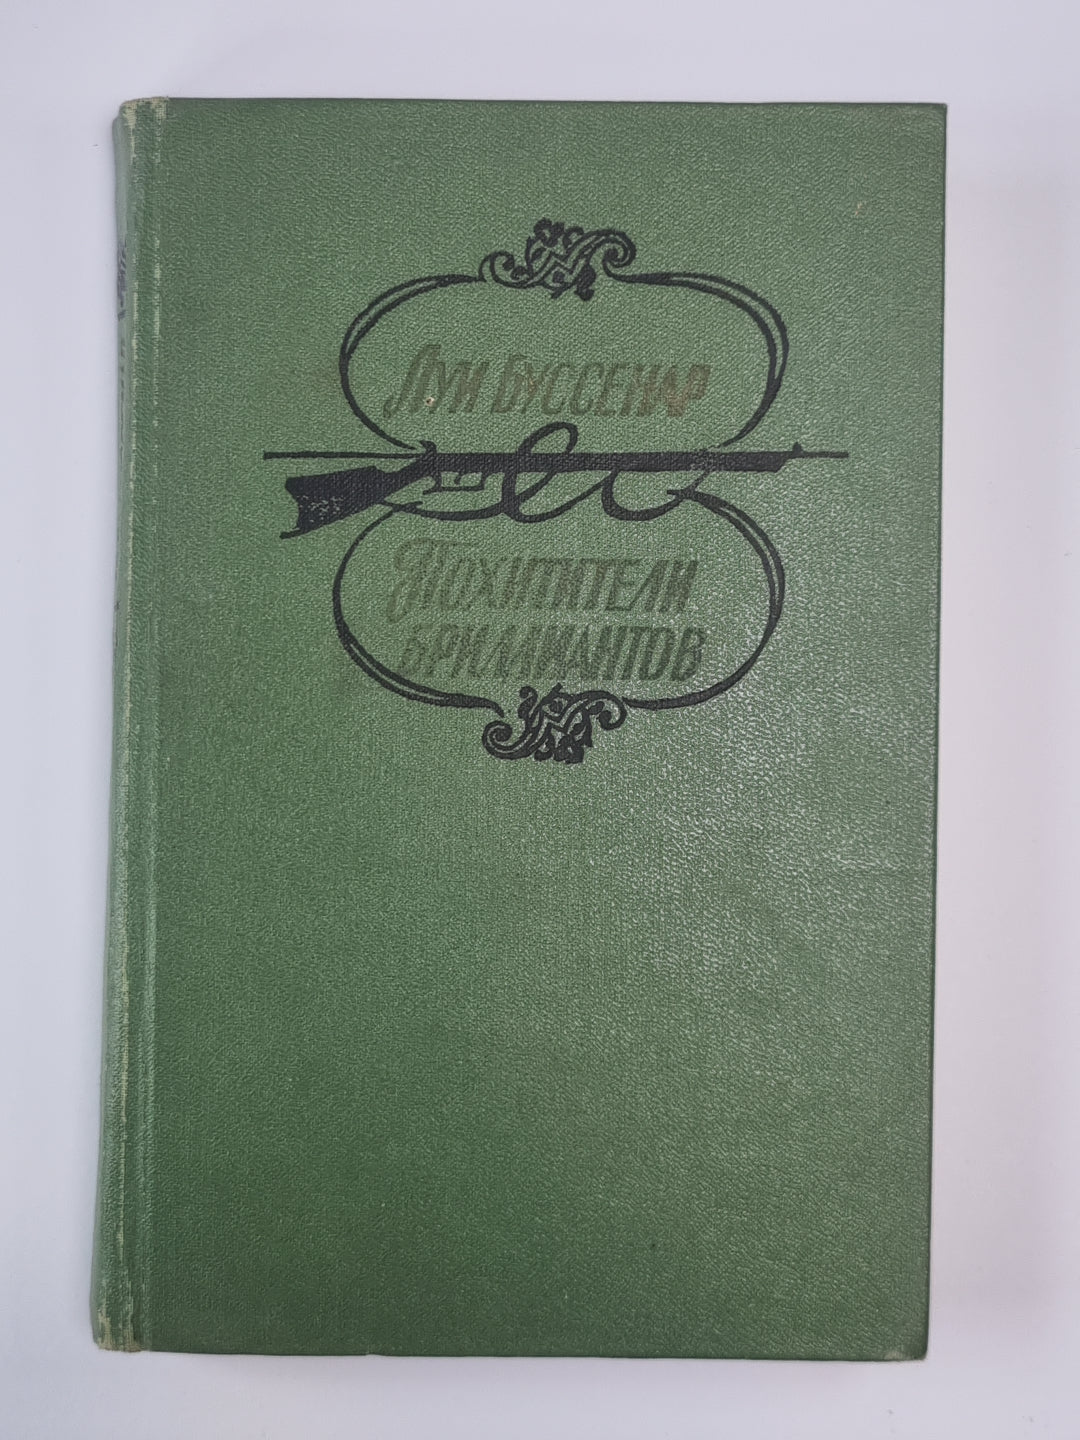 Луи Буссенар
Похитители
бриллиантов